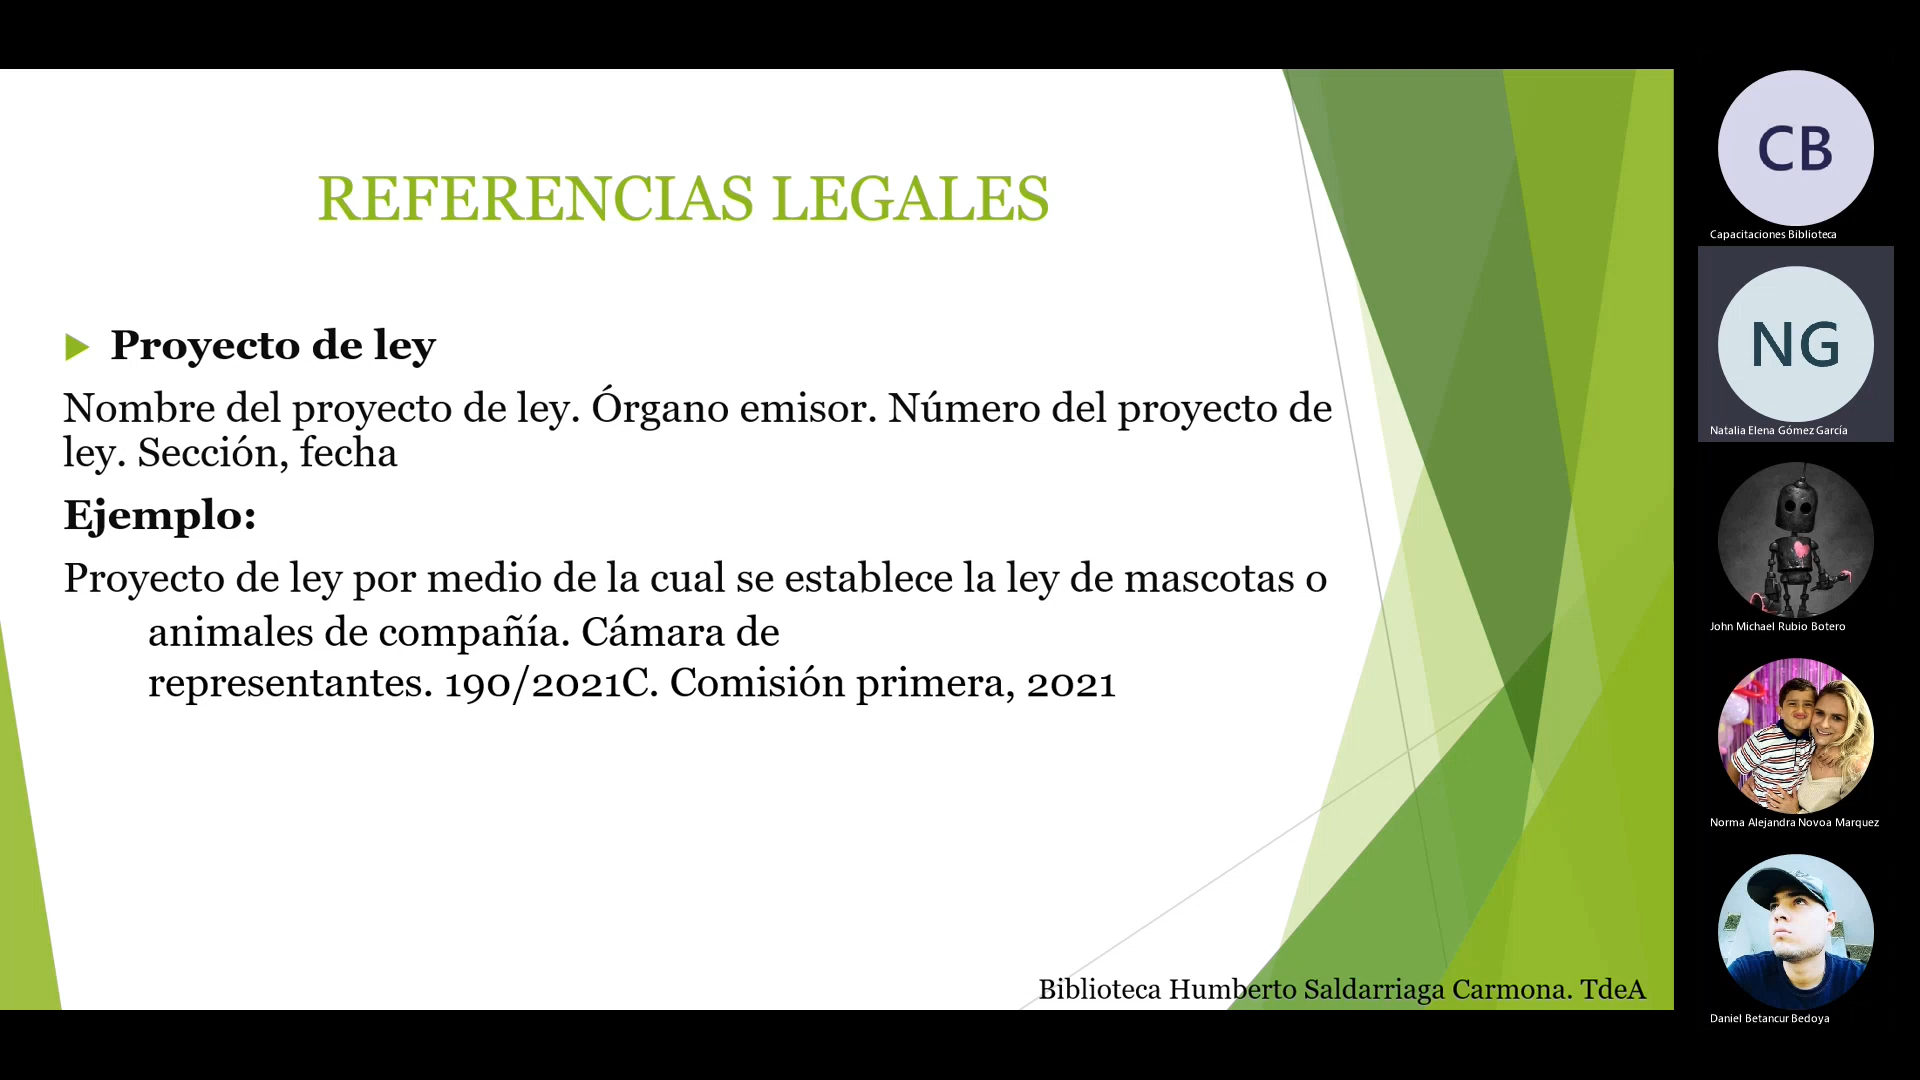 REFERENCIAS LEGALES
Proyecto de ley
Nombre del proyecto de ley. Órgano emisor. Número del proyecto de
ley. Sección, fecha
Ejemplo:
Proyecto de ley por medio de la cual se establece la ley de mascotas o
animales de compañía. Cámara de
representantes. 190/2021C. Comisión primera, 2021
Biblioteca Humberto Saldarriaga Carmona. TdeA
CB
Capacitaciones Biblioteca
NG
Natalia Elena Gómez García
John Michael Rubio Botero
Norma Alejandra Novoa Marquez
Daniel Betancur Bedoya